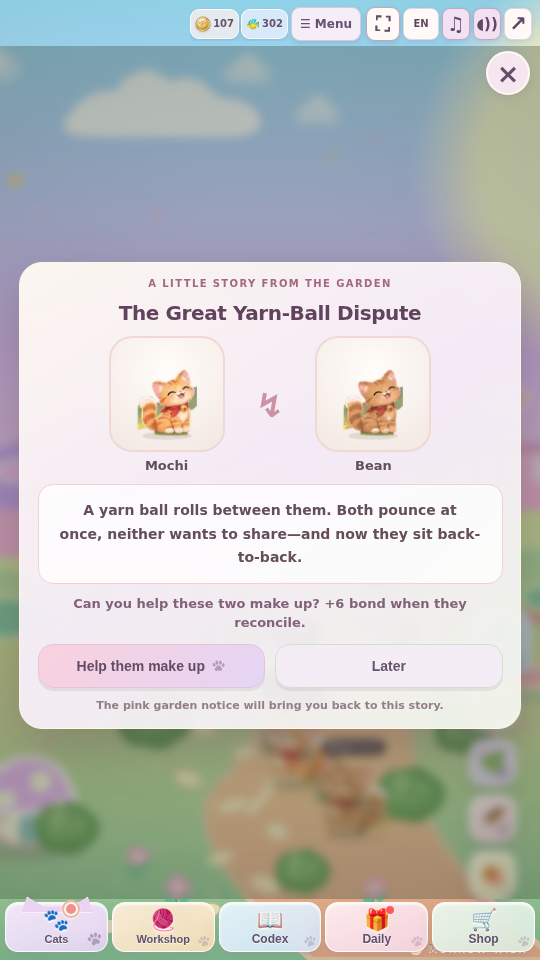 107
302
☰ Menu
EN
A LITTLE STORY FROM THE GARDEN
The Great Yarn-Ball Dispute
Mochi
Bean
A yarn ball rolls between them. Both pounce at
once, neither wants to share—and now they sit back-
to-back.
Can you help these two make up? +6 bond when they
reconcile.
Help them make up
Later
The pink garden notice will bring you back to this story.
Cats
Workshop
Codex
Daily
Shop